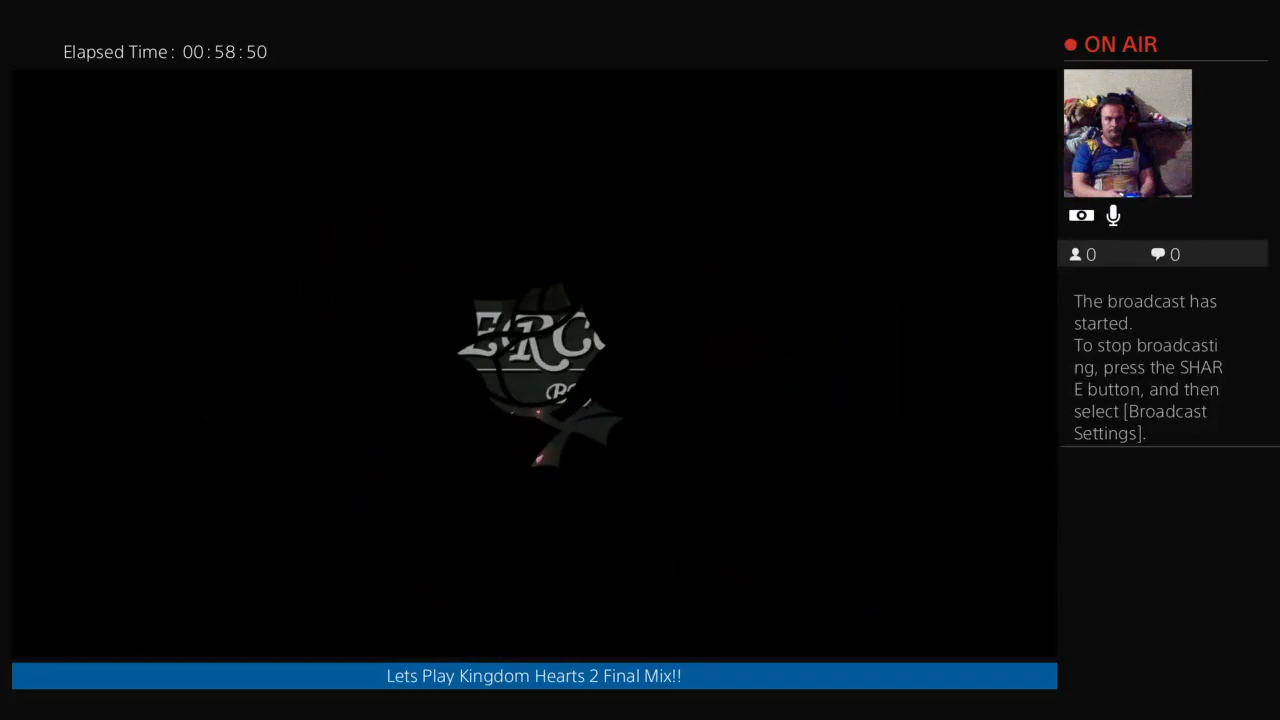 Elapsed Time: 00:58:50
ON AIR
0
0
The broadcast has
started.
To stop broadcasti
ng, press the SHAR
E button, and then
select [Broadcast
Settings].
ERC
Lets Play Kingdom Hearts 2 Final Mix!!